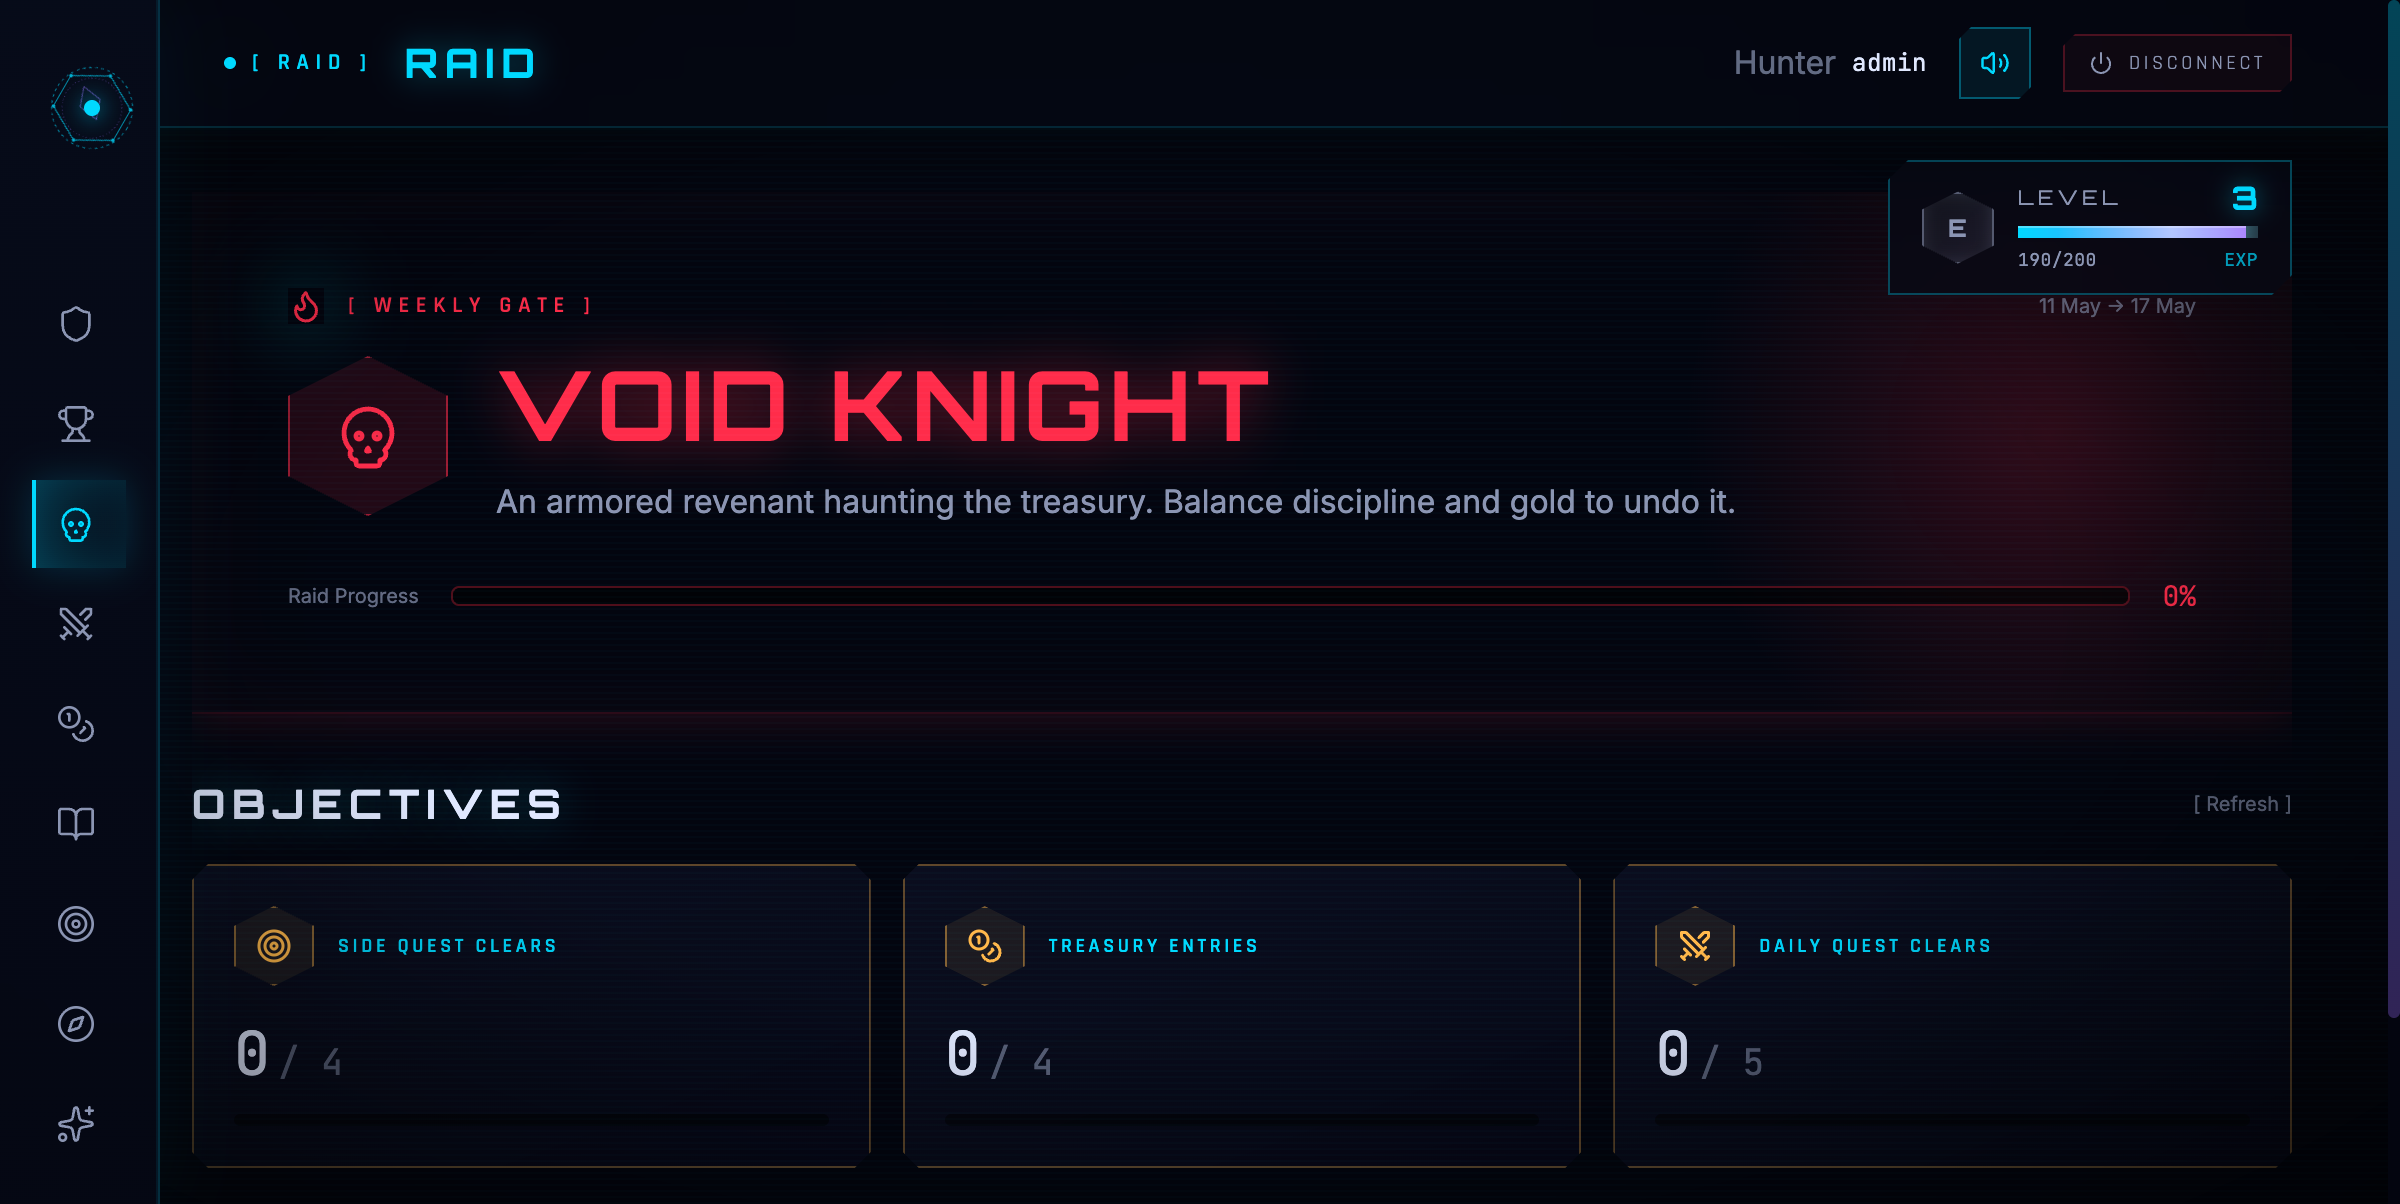 [ RAID ] RAID
Hunter admin
DISCONNECT
E
LEVEL 3
190/200 EXP
[ WEEKLY GATE ]
11 May → 17 May
VOID KNIGHT
An armored revenant haunting the treasury. Balance discipline and gold to undo it.
Raid Progress 0%
OBJECTIVES
[ Refresh ]
SIDE QUEST CLEARS
0 / 4
TREASURY ENTRIES
0 / 4
DAILY QUEST CLEARS
0 / 5